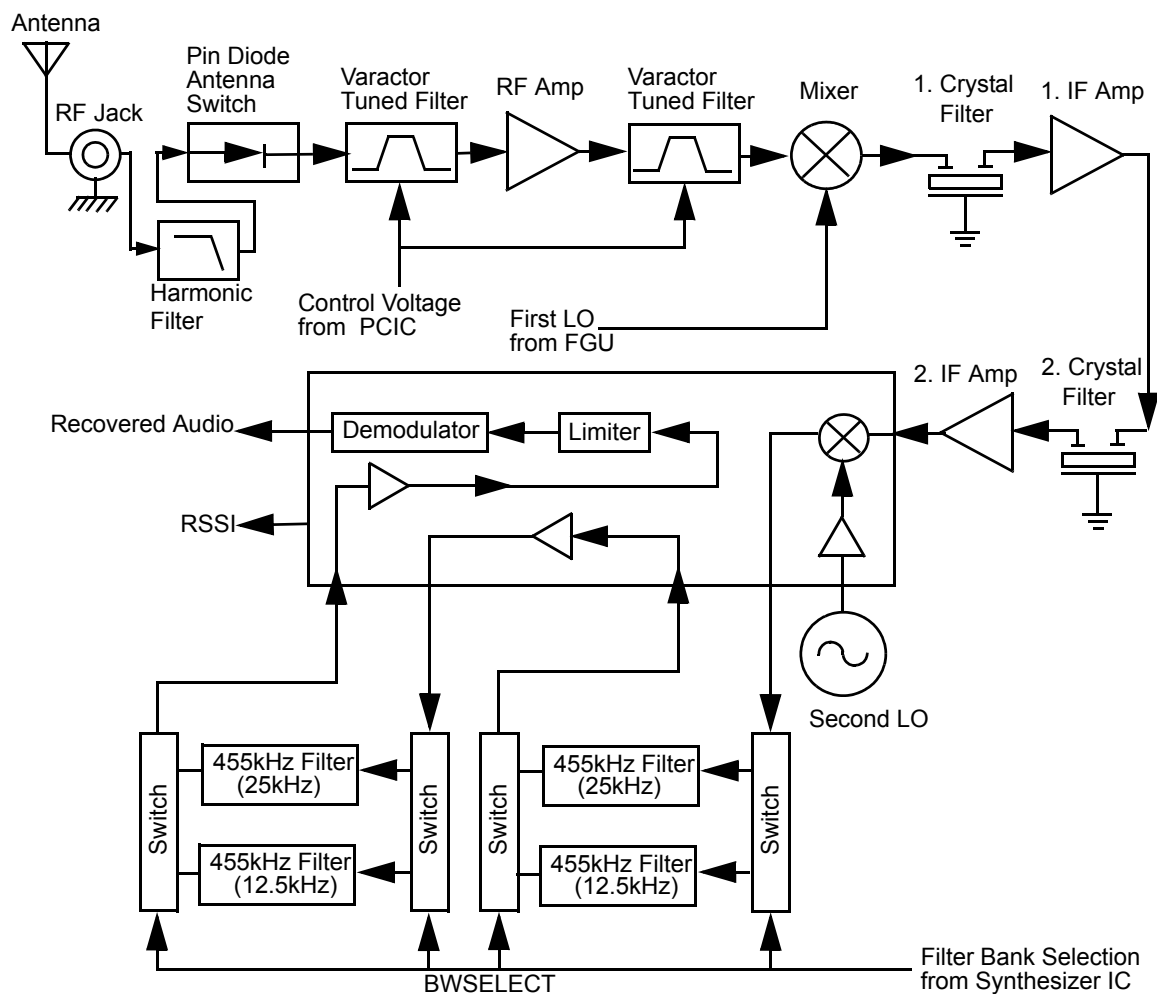 Antenna
Pin Diode
Antenna
Switch
RF Jack
Varactor
Tuned Filter
RF Amp
Varactor
Tuned Filter
Mixer
1. Crystal
Filter
1. IF Amp
Harmonic
Filter
Control Voltage
from PCIC
First LO
from FGU
2. IF Amp
2. Crystal
Filter
Recovered Audio
Demodulator
Limiter
RSSI
Second LO
Switch
455kHz Filter
(25kHz)
455kHz Filter
(12.5kHz)
Switch
Switch
455kHz Filter
(25kHz)
455kHz Filter
(12.5kHz)
Switch
BWSELECT
Filter Bank Selection
from Synthesizer IC